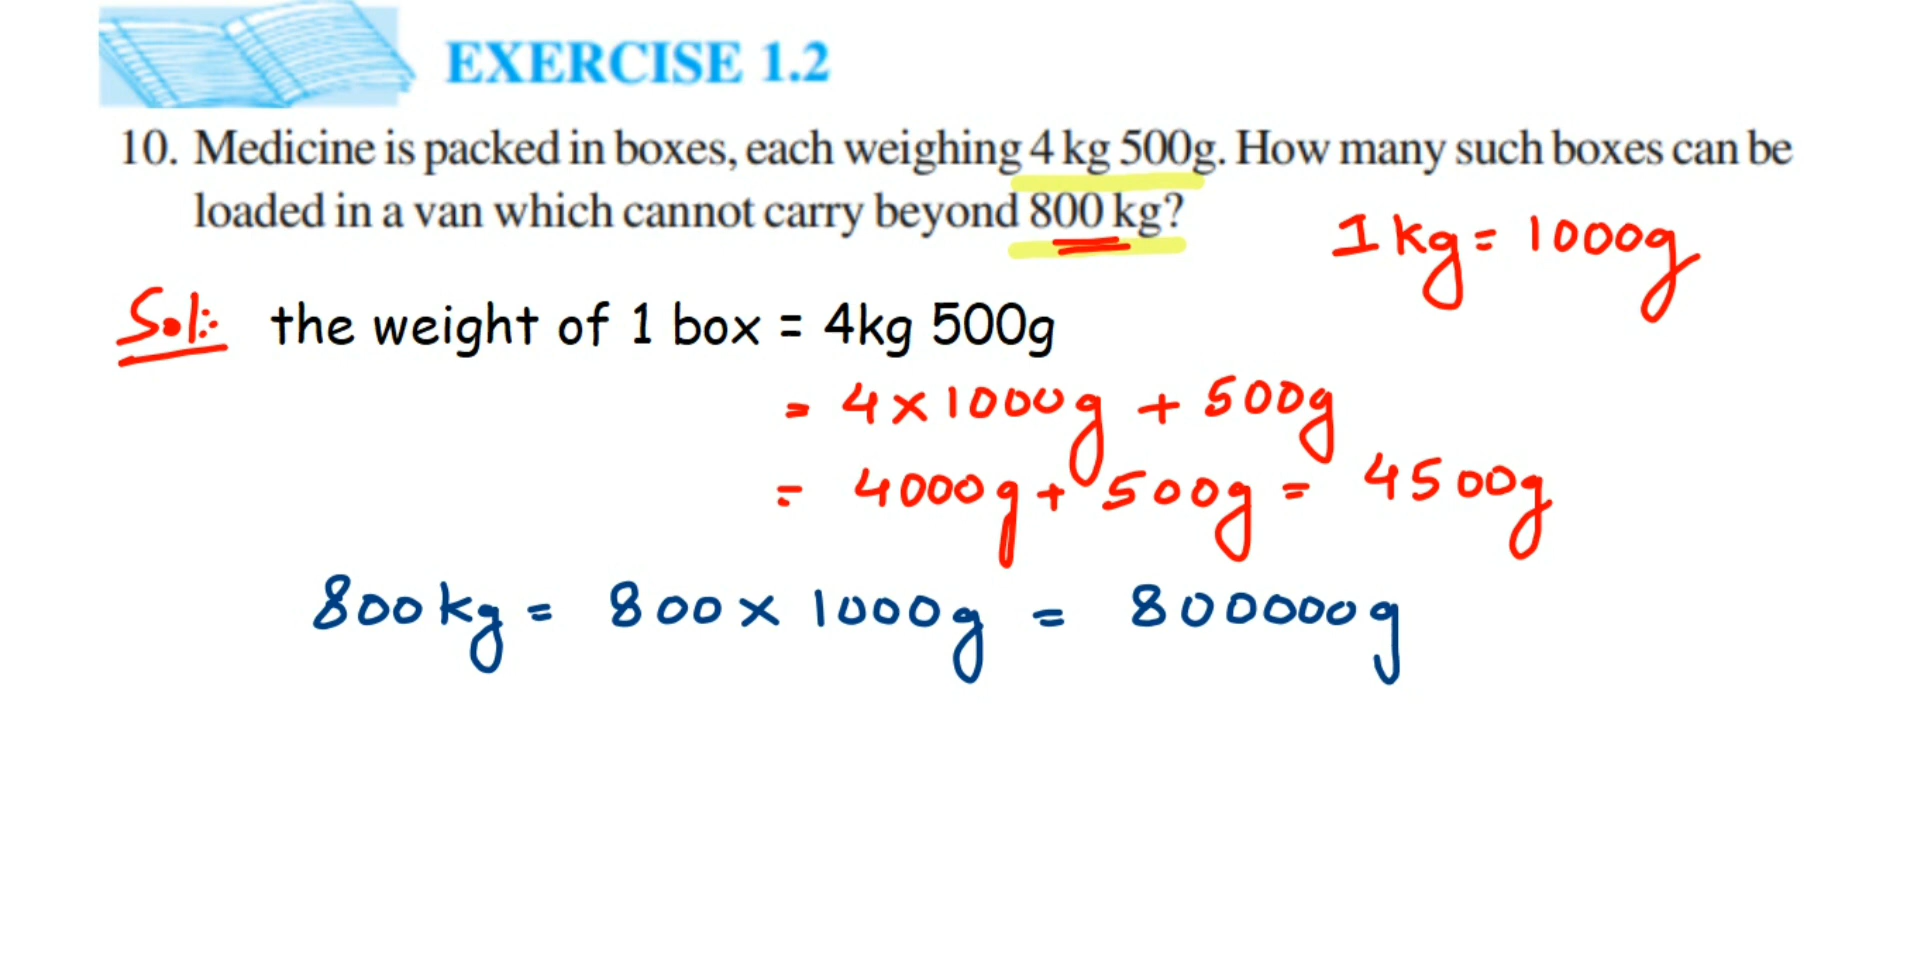 EXERCISE 1.2
10. Medicine is packed in boxes, each weighing 4 kg 500g. How many such boxes can be
loaded in a van which cannot carry beyond 800 kg?
1kg = 1000g
Sol: the weight of 1 box = 4kg 500g
= 4 × 1000g + 500g
= 4000g + 500g = 4500g
800kg = 800 × 1000g = 800000g